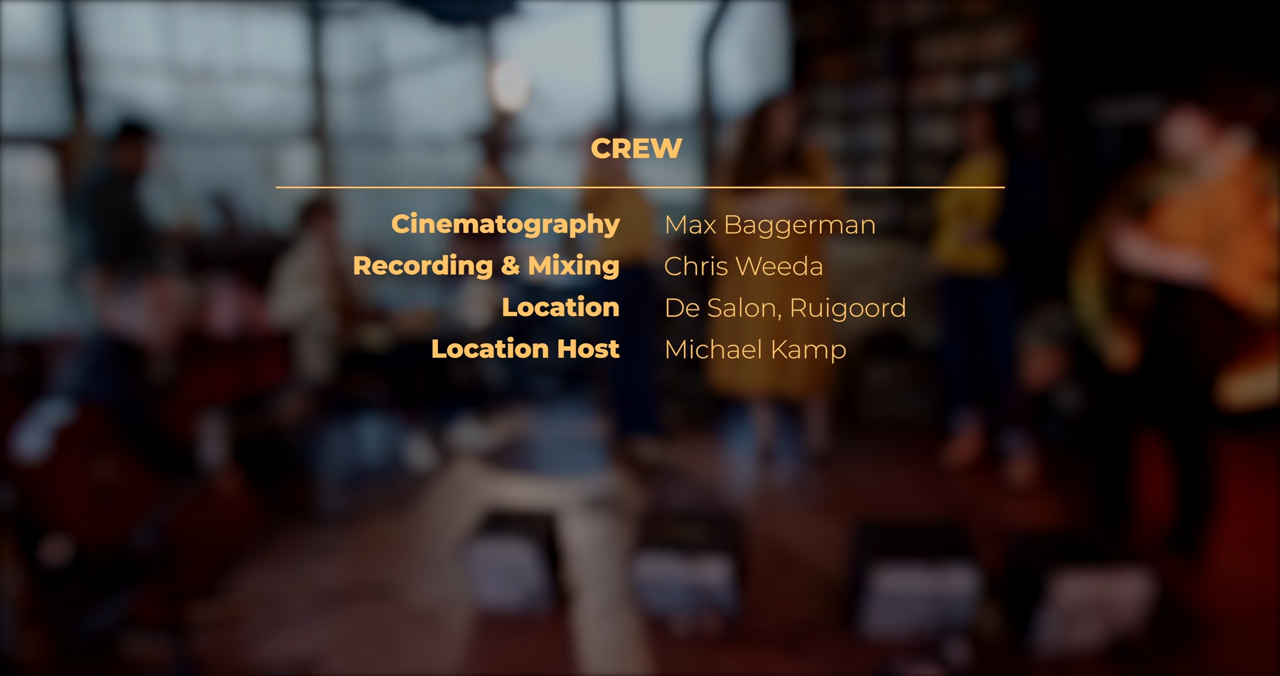 CREW
Cinematography Max Baggerman
Recording & Mixing Chris Weeda
Location De Salon, Ruigoord
Location Host Michael Kamp